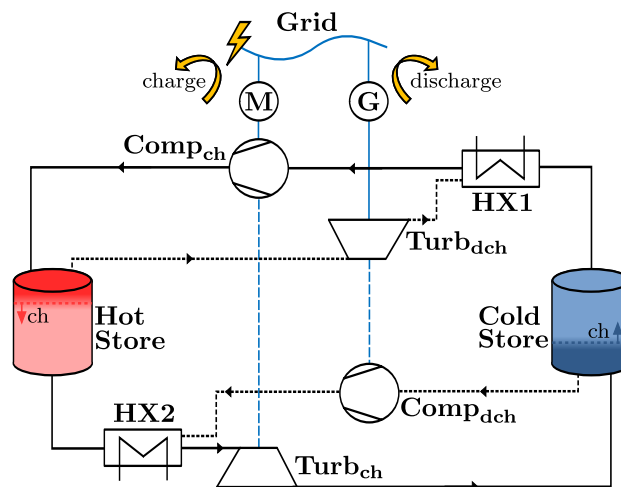 Grid
charge
discharge
M
G
Comp_ch
HX1
Turb_dch
ch
Hot
Store
Cold
Store
ch
HX2
Comp_dch
Turb_ch